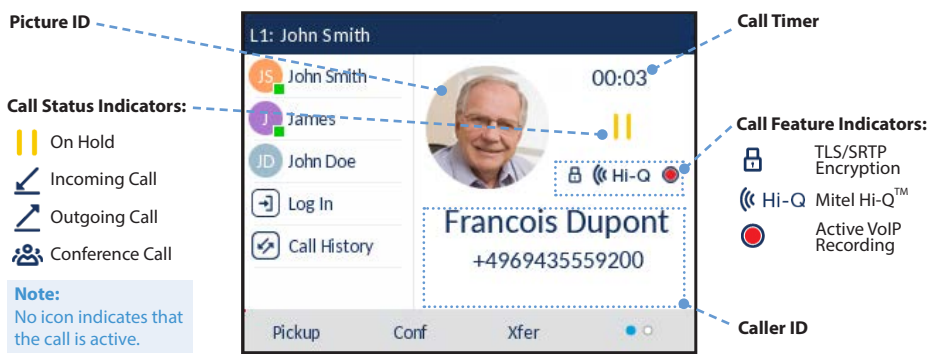 Picture ID
Call Status Indicators:
On Hold
Incoming Call
Outgoing Call
Conference Call
Note:
No icon indicates that
the call is active.
L1: John Smith
JS John Smith
J James
JD John Doe
Log In
Call History
00:03
Hi-Q
Francois Dupont
+4969435559200
Pickup Conf Xfer
Call Timer
Call Feature Indicators:
TLS/SRTP
Encryption
Hi-Q Mitel Hi-Q™
Active VoIP
Recording
Caller ID